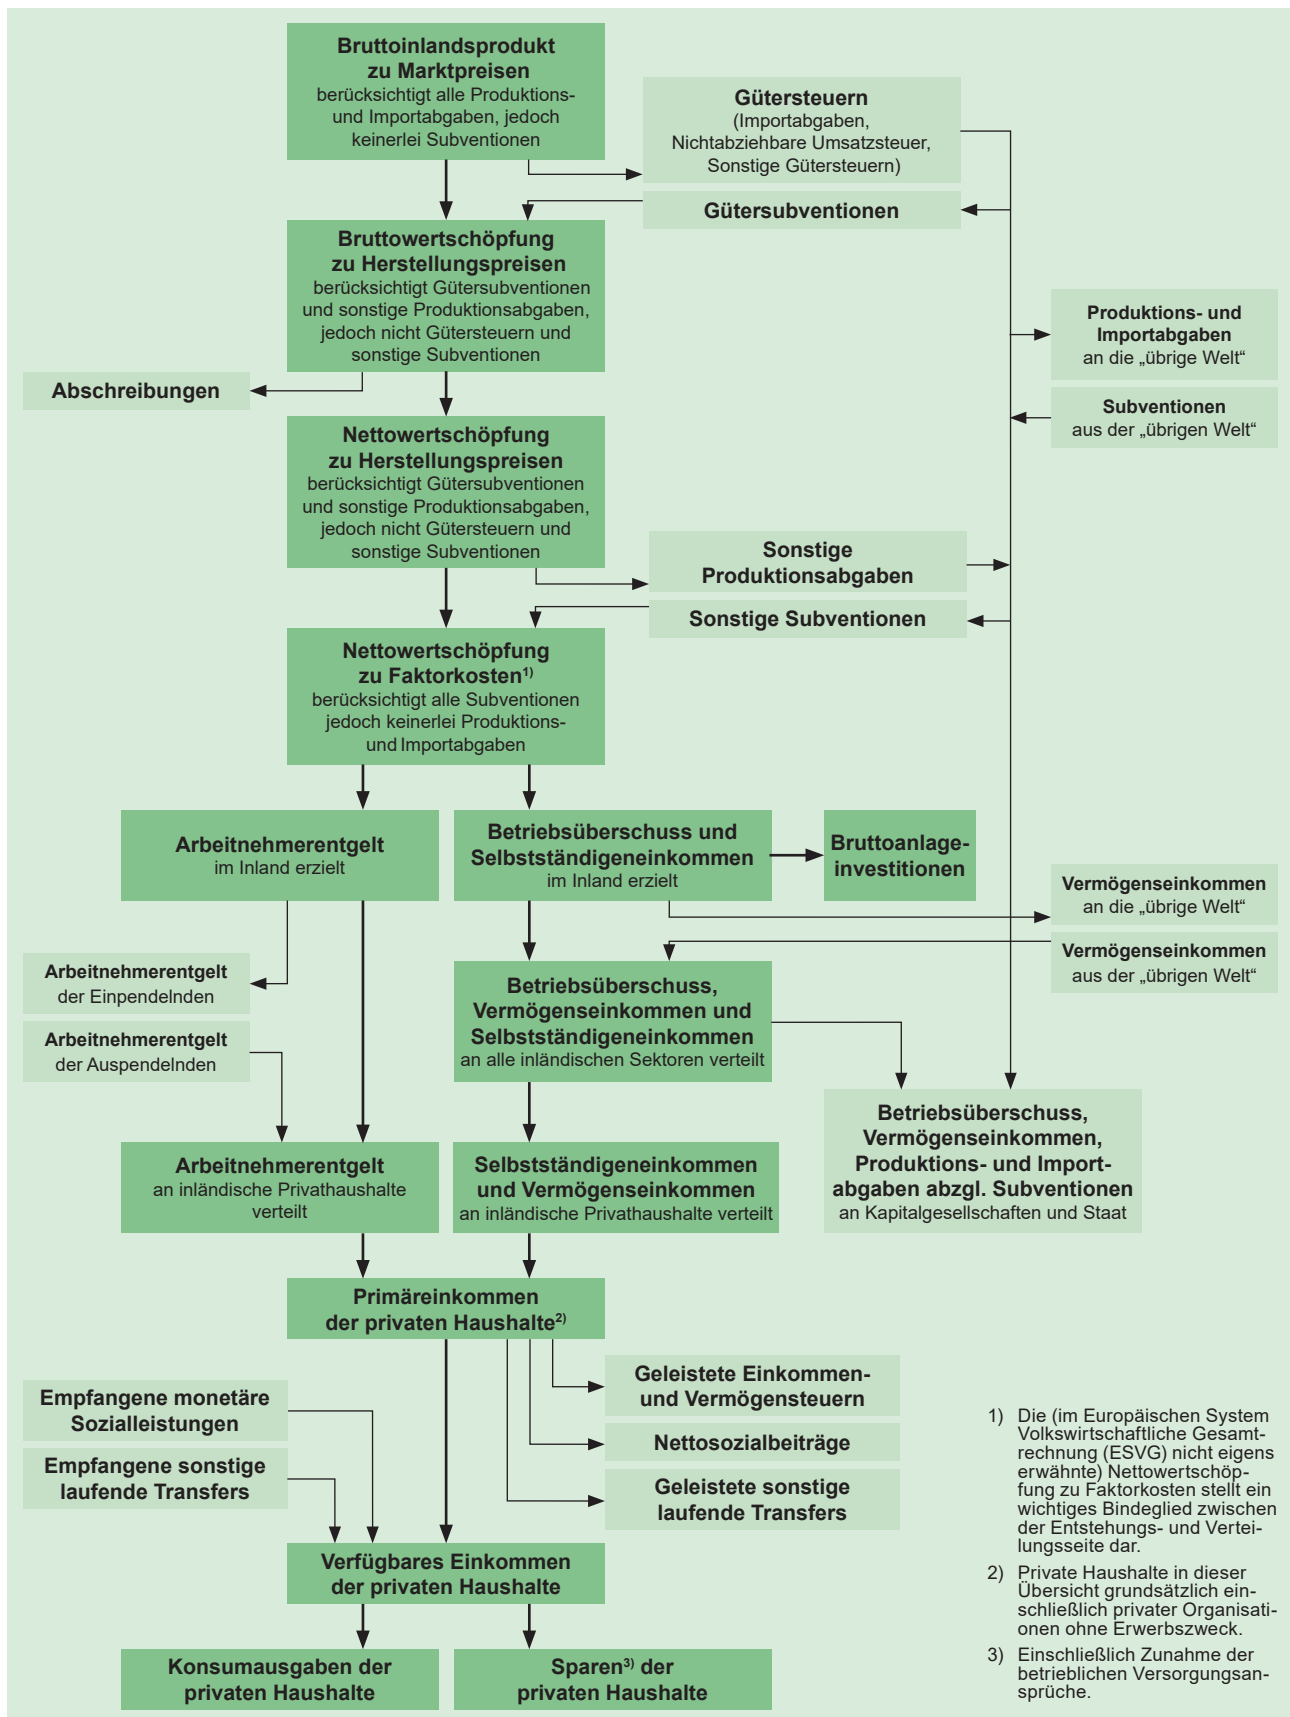 Bruttoinlandsprodukt
zu Marktpreisen
berücksichtigt alle Produktions-
und Importabgaben, jedoch
keinerlei Subventionen
Gütersteuern
(Importabgaben,
Nichtabziehbare Umsatzsteuer,
Sonstige Gütersteuern)
Gütersubventionen
Bruttowertschöpfung
zu Herstellungspreisen
berücksichtigt Gütersubventionen
und sonstige Produktionsabgaben,
jedoch nicht Gütersteuern und
sonstige Subventionen
Produktions- und
Importabgaben
an die „übrige Welt“
Abschreibungen
Subventionen
aus der „übrigen Welt“
Nettowertschöpfung
zu Herstellungspreisen
berücksichtigt Gütersubventionen
und sonstige Produktionsabgaben,
jedoch nicht Gütersteuern und
sonstige Subventionen
Sonstige
Produktionsabgaben
Sonstige Subventionen
Nettowertschöpfung
zu Faktorkosten1)
berücksichtigt alle Subventionen
jedoch keinerlei Produktions-
und Importabgaben
Arbeitnehmerentgelt
im Inland erzielt
Betriebsüberschuss und
Selbstständigeneinkommen
im Inland erzielt
Bruttoanlage-
investitionen
Vermögenseinkommen
an die „übrige Welt“
Vermögenseinkommen
aus der „übrigen Welt“
Arbeitnehmerentgelt
der Einpendelnden
Arbeitnehmerentgelt
der Auspendelnden
Betriebsüberschuss,
Vermögenseinkommen und
Selbstständigeneinkommen
an alle inländischen Sektoren verteilt
Betriebsüberschuss,
Vermögenseinkommen,
Produktions- und Import-
abgaben abzgl. Subventionen
an Kapitalgesellschaften und Staat
Arbeitnehmerentgelt
an inländische Privathaushalte
verteilt
Selbstständigeneinkommen
und Vermögenseinkommen
an inländische Privathaushalte verteilt
Primäreinkommen
der privaten Haushalte2)
Geleistete Einkommen-
und Vermögensteuern
Nettosozialbeiträge
Geleistete sonstige
laufende Transfers
Empfangene monetäre
Sozialleistungen
Empfangene sonstige
laufende Transfers
Verfügbares Einkommen
der privaten Haushalte
Konsumausgaben der
privaten Haushalte
Sparen3) der
privaten Haushalte
1) Die (im Europäischen System
Volkswirtschaftliche Gesamt-
rechnung (ESVG) nicht eigens
erwähnte) Nettowertschöp-
fung zu Faktorkosten stellt ein
wichtiges Bindeglied zwischen
der Entstehungs- und Vertei-
lungsseite dar.
2) Private Haushalte in dieser
Übersicht grundsätzlich ein-
schließlich privater Organisati-
onen ohne Erwerbszweck.
3) Einschließlich Zunahme der
betrieblichen Versorgungsan-
sprüche.